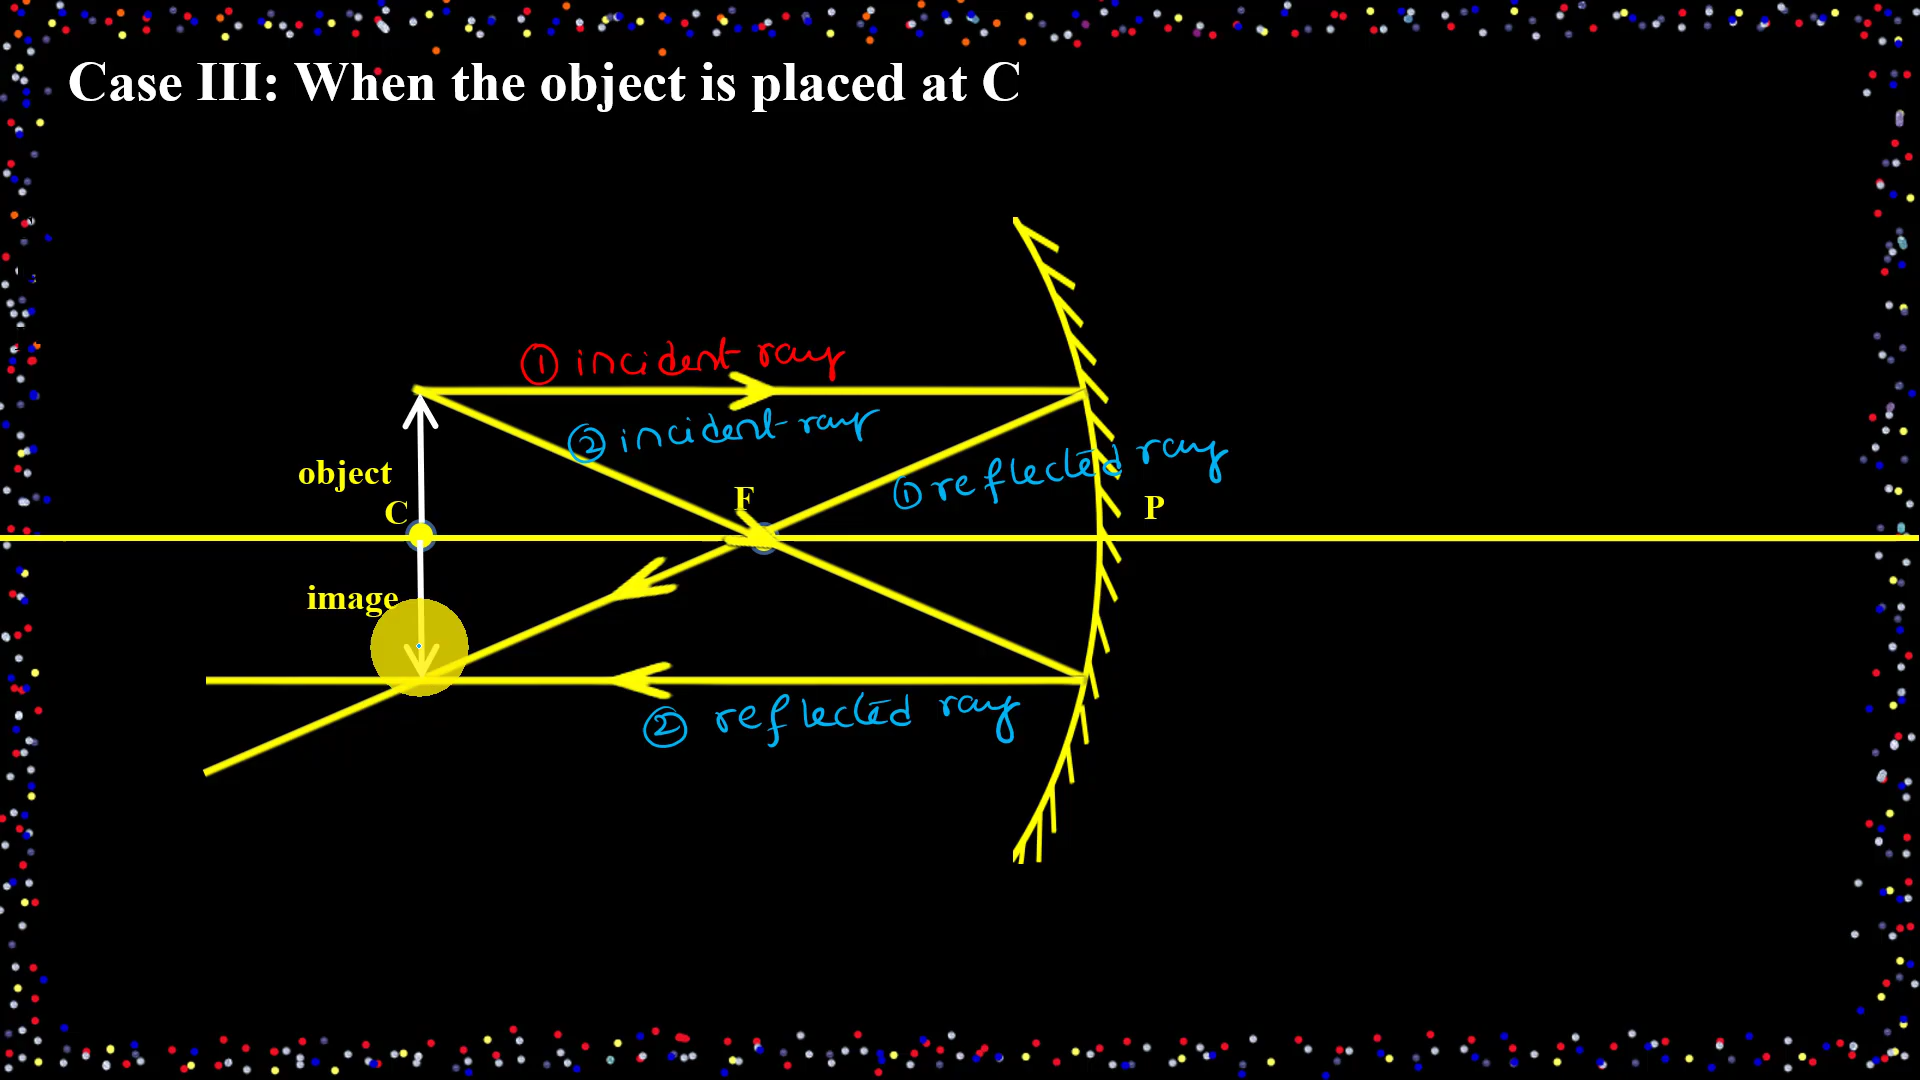 Case III: When the object is placed at C
① incident ray
② incident ray
object
① reflected ray
C
F
P
image
② reflected ray